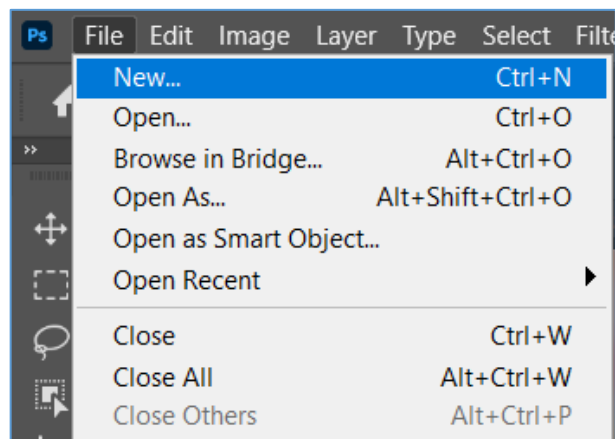 Ps File Edit Image Layer Type Select Filte
New... Ctrl+N
Open... Ctrl+O
Browse in Bridge... Alt+Ctrl+O
Open As... Alt+Shift+Ctrl+O
Open as Smart Object...
Open Recent
Close Ctrl+W
Close All Alt+Ctrl+W
Close Others Alt+Ctrl+P